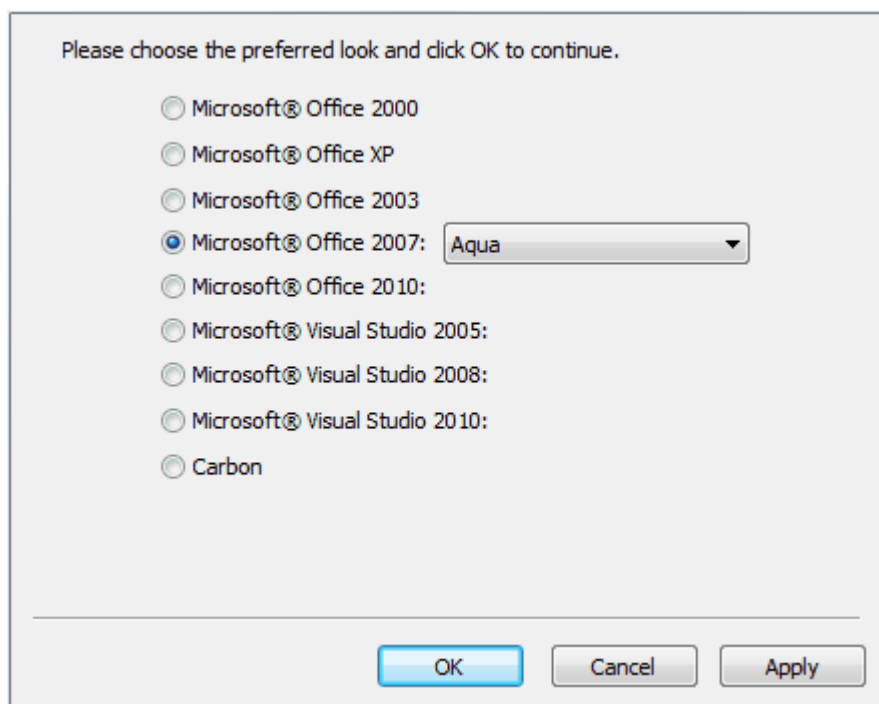 Please choose the preferred look and click OK to continue.
Microsoft® Office 2000
Microsoft® Office XP
Microsoft® Office 2003
Microsoft® Office 2007: Aqua
Microsoft® Office 2010:
Microsoft® Visual Studio 2005:
Microsoft® Visual Studio 2008:
Microsoft® Visual Studio 2010:
Carbon
OK Cancel Apply